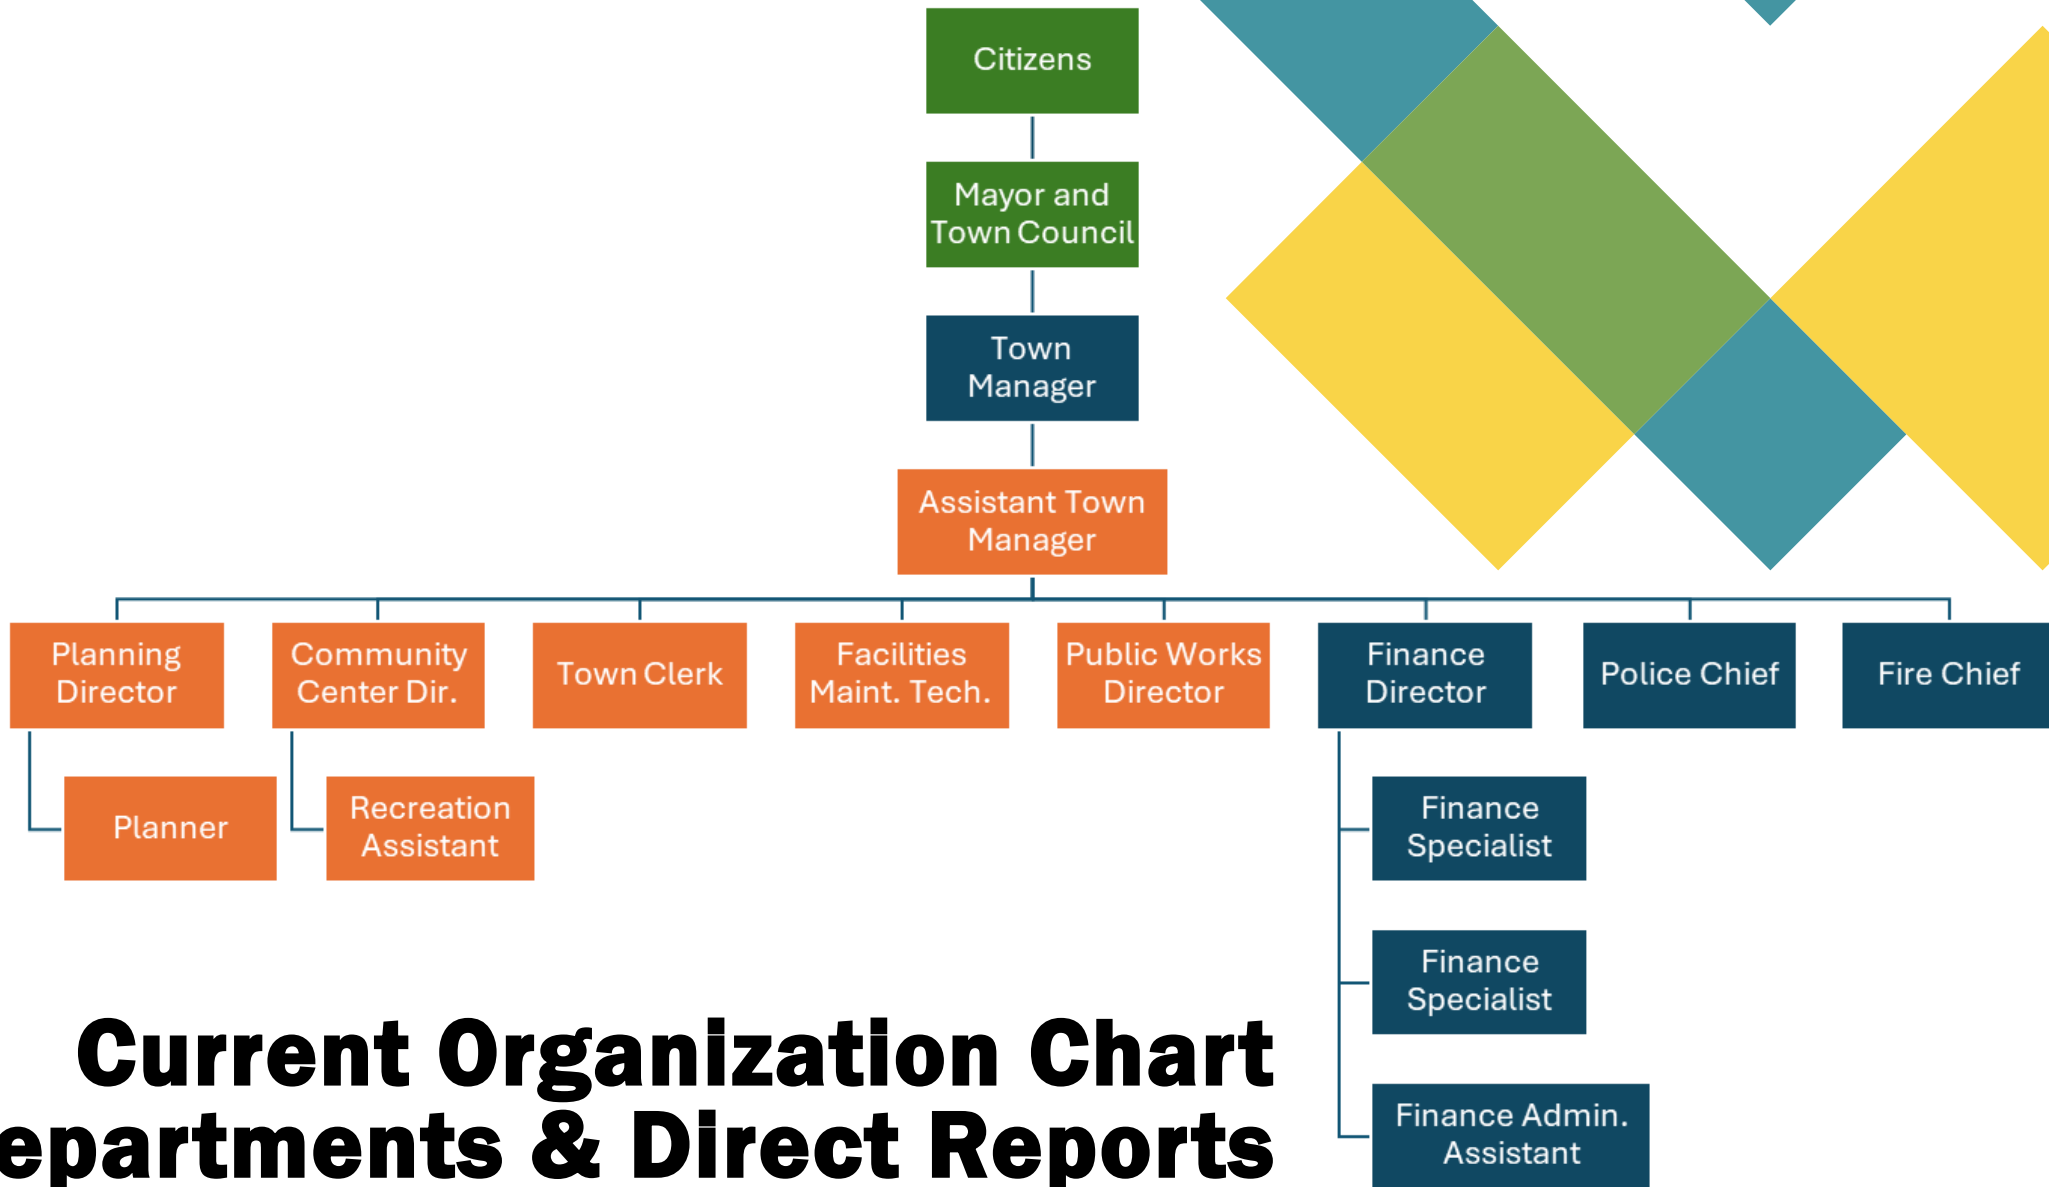 Citizens
Mayor and
Town Council
Town
Manager
Assistant Town
Manager
Planning
Director
Community
Center Dir.
Town Clerk
Facilities
Maint. Tech.
Public Works
Director
Finance
Director
Police Chief
Fire Chief
Planner
Recreation
Assistant
Finance
Specialist
Finance
Specialist
Finance Admin.
Assistant
Current Organization Chart
epartments & Direct Reports